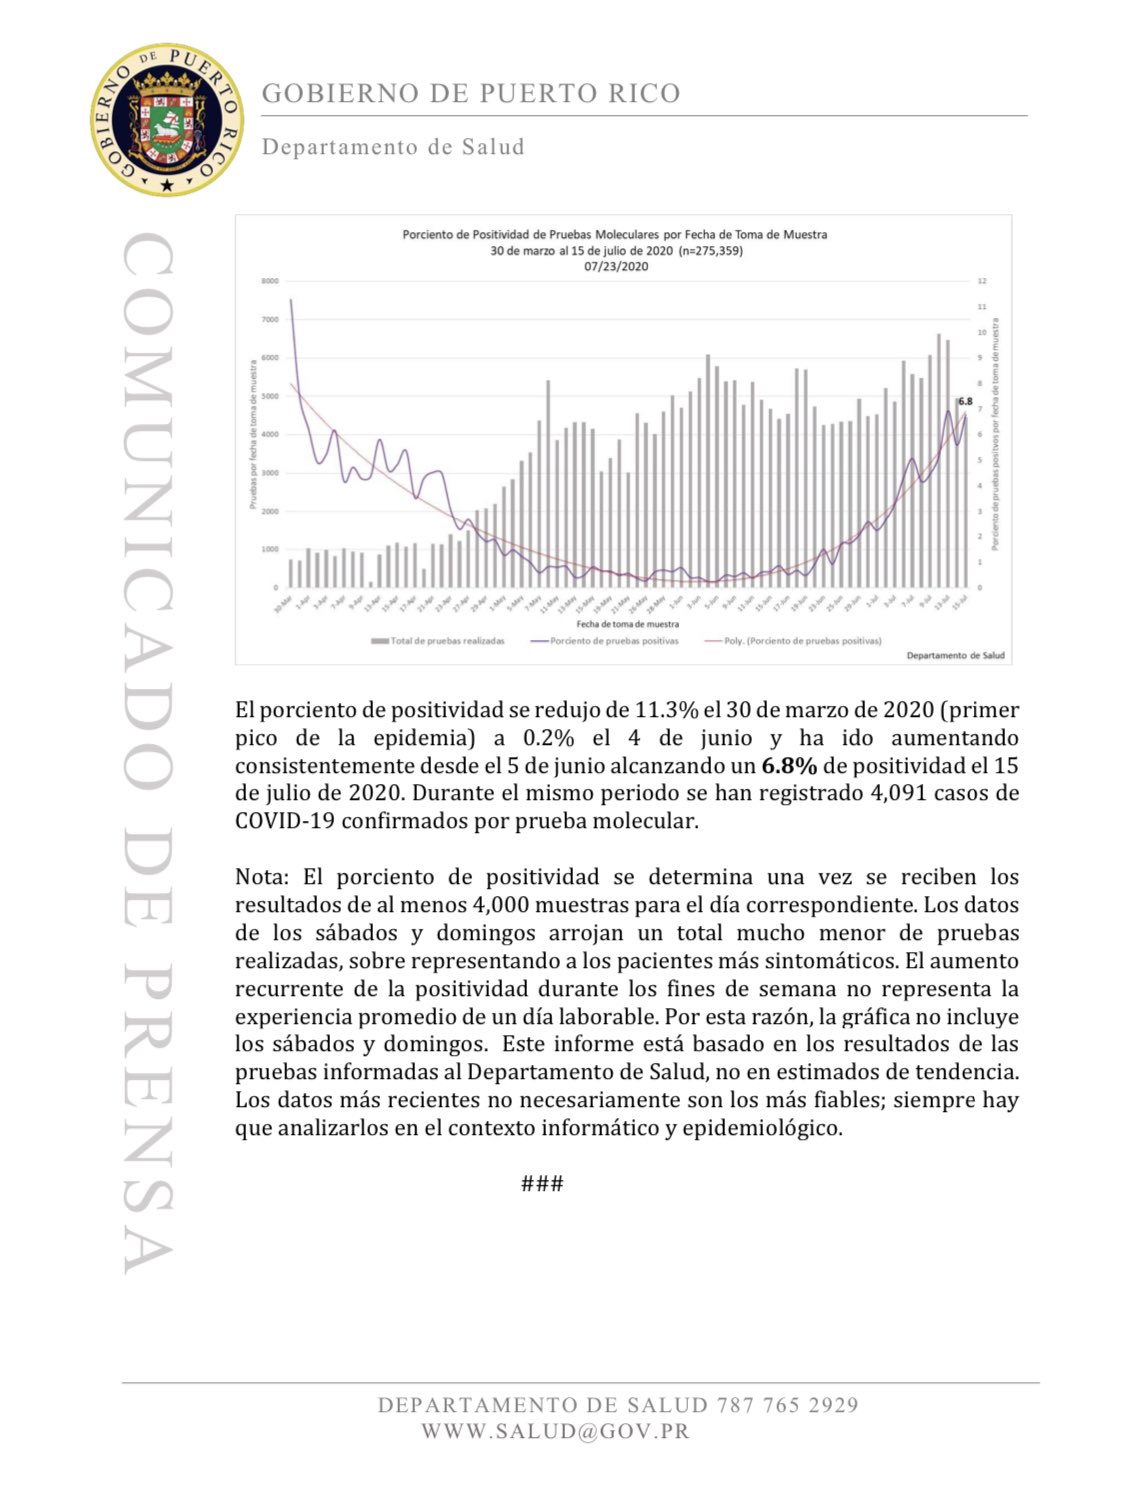 GOBIERNO DE PUERTO RICO
GOBIERNO DE PUERTO RICO
Departamento de Salud
COMUNICADO DE PRENSA
Porciento de Positividad de Pruebas Moleculares por Fecha de Toma de Muestra
30 de marzo al 15 de julio de 2020 (n=275,359)
07/23/2020
Pruebas por fecha de toma de muestra
8000
7000
6000
5000
4000
3000
2000
1000
0
12
11
10
9
8
7
6
5
4
3
2
1
0
Porciento de pruebas positvos por fecha de toma de muestra
6.8
30-Mar 1-Apr 3-Apr 7-Apr 9-Apr 13-Apr 15-Apr 17-Apr 21-Apr 23-Apr 27-Apr 29-Apr 1-May 5-May 7-May 11-May 13-May 15-May 19-May 21-May 26-May 28-May 1-Jun 3-Jun 5-Jun 9-Jun 11-Jun 15-Jun 17-Jun 19-Jun 23-Jun 25-Jun 29-Jun 1-Jul 3-Jul 7-Jul 9-Jul 13-Jul 15-Jul
Fecha de toma de muestra
Total de pruebas realizadas Porciento de pruebas positivas Poly. (Porciento de pruebas positivas)
Departamento de Salud
El porciento de positividad se redujo de 11.3% el 30 de marzo de 2020 (primer
pico de la epidemia) a 0.2% el 4 de junio y ha ido aumentando
consistentemente desde el 5 de junio alcanzando un 6.8% de positividad el 15
de julio de 2020. Durante el mismo periodo se han registrado 4,091 casos de
COVID-19 confirmados por prueba molecular.
Nota: El porciento de positividad se determina una vez se reciben los
resultados de al menos 4,000 muestras para el día correspondiente. Los datos
de los sábados y domingos arrojan un total mucho menor de pruebas
realizadas, sobre representando a los pacientes más sintomáticos. El aumento
recurrente de la positividad durante los fines de semana no representa la
experiencia promedio de un día laborable. Por esta razón, la gráfica no incluye
los sábados y domingos. Este informe está basado en los resultados de las
pruebas informadas al Departamento de Salud, no en estimados de tendencia.
Los datos más recientes no necesariamente son los más fiables; siempre hay
que analizarlos en el contexto informático y epidemiológico.
###
DEPARTAMENTO DE SALUD 787 765 2929
WWW.SALUD@GOV.PR